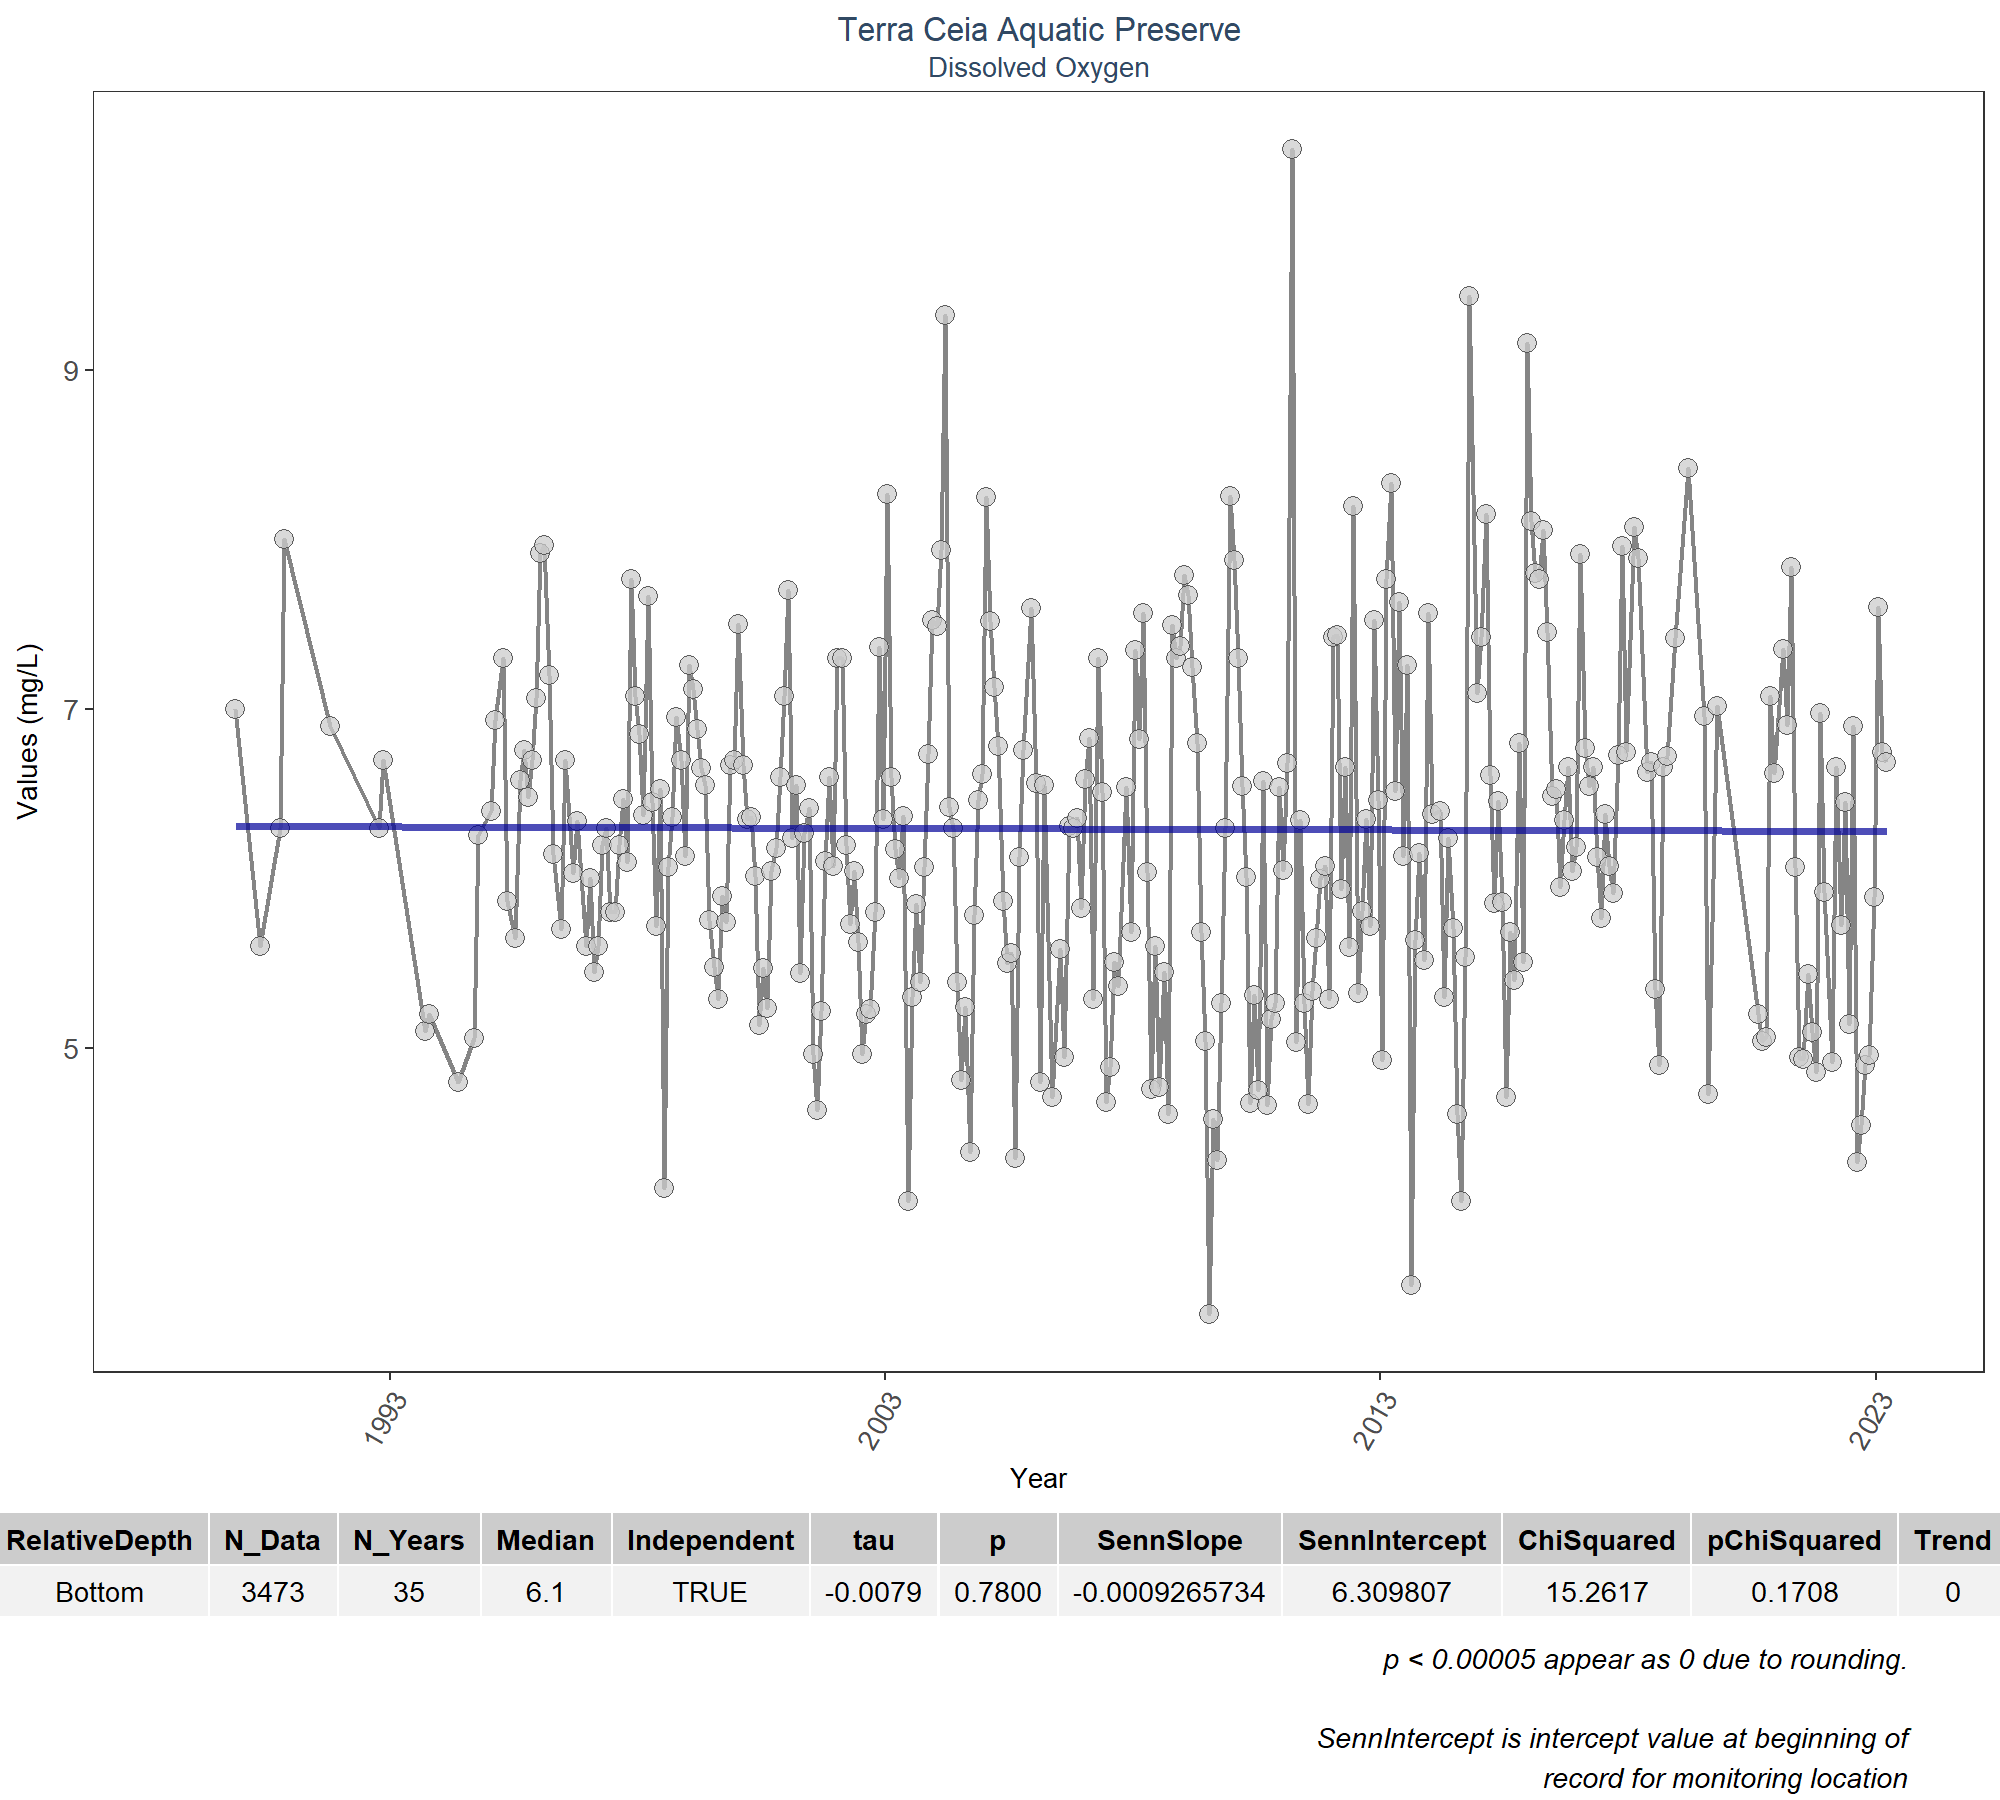 Terra Ceia Aquatic Preserve
Dissolved Oxygen
Values (mg/L)
9
7
5
1993
2003
2013
2023
Year
RelativeDepth N_Data N_Years Median Independent tau p SennSlope SennIntercept ChiSquared pChiSquared Trend
Bottom 3473 35 6.1 TRUE -0.0079 0.7800 -0.0009265734 6.309807 15.2617 0.1708 0
p < 0.00005 appear as 0 due to rounding.
SennIntercept is intercept value at beginning of
record for monitoring location